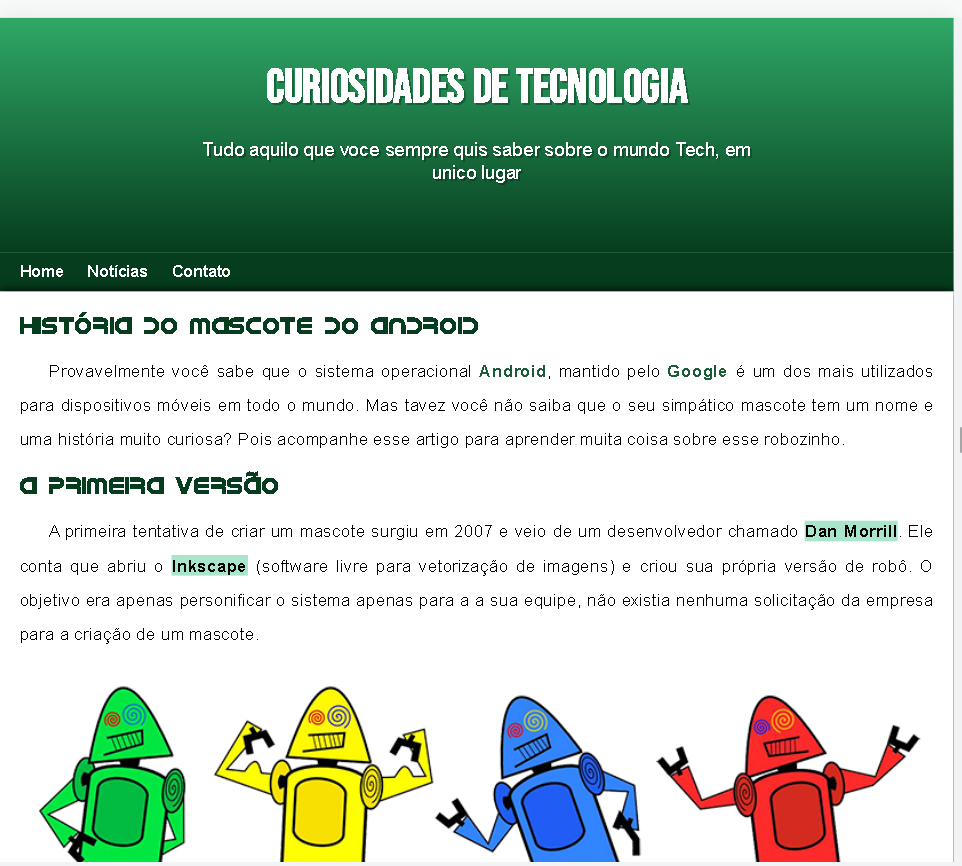 CURIOSIDADES DE TECNOLOGIA
Tudo aquilo que voce sempre quis saber sobre o mundo Tech, em
unico lugar
Home Notícias Contato
HISTÓRIA DO MASCOTE DO ANDROID
Provavelmente você sabe que o sistema operacional Android, mantido pelo Google é um dos mais utilizados
para dispositivos móveis em todo o mundo. Mas tavez você não saiba que o seu simpático mascote tem um nome e
uma história muito curiosa? Pois acompanhe esse artigo para aprender muita coisa sobre esse robozinho.
A PRIMEIRA VERSÃO
A primeira tentativa de criar um mascote surgiu em 2007 e veio de um desenvolvedor chamado Dan Morrill. Ele
conta que abriu o Inkscape (software livre para vetorização de imagens) e criou sua própria versão de robô. O
objetivo era apenas personificar o sistema apenas para a a sua equipe, não existia nenhuma solicitação da empresa
para a criação de um mascote.